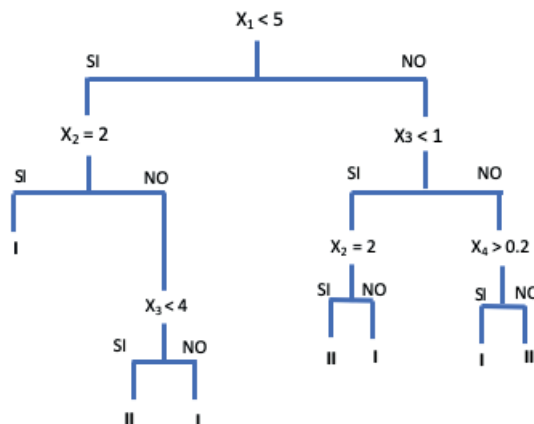 X₁ < 5
SI NO
X₂ = 2 X3 < 1
SI NO SI NO
I X₂ = 2 X₄ > 0.2
X₃ < 4 SI NO SI NO
SI NO II I I II
II I